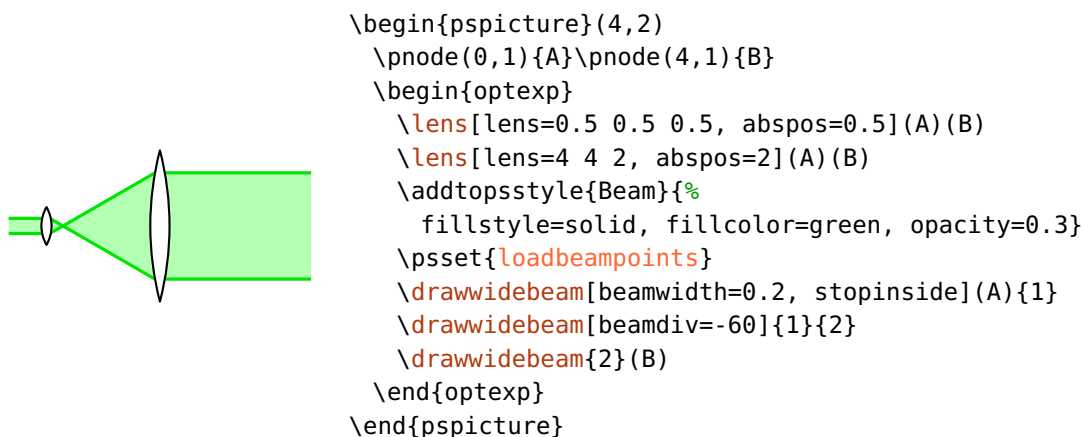 \begin{pspicture}(4,2)
\pnode(0,1){A}\pnode(4,1){B}
\begin{optexp}
\lens[lens=0.5 0.5 0.5, abspos=0.5](A)(B)
\lens[lens=4 4 2, abspos=2](A)(B)
\addtopsstyle{Beam}{%
fillstyle=solid, fillcolor=green, opacity=0.3}
\psset{loadbeampoints}
\drawwidebeam[beamwidth=0.2, stopinside](A){1}
\drawwidebeam[beamdiv=-60]{1}{2}
\drawwidebeam{2}(B)
\end{optexp}
\end{pspicture}